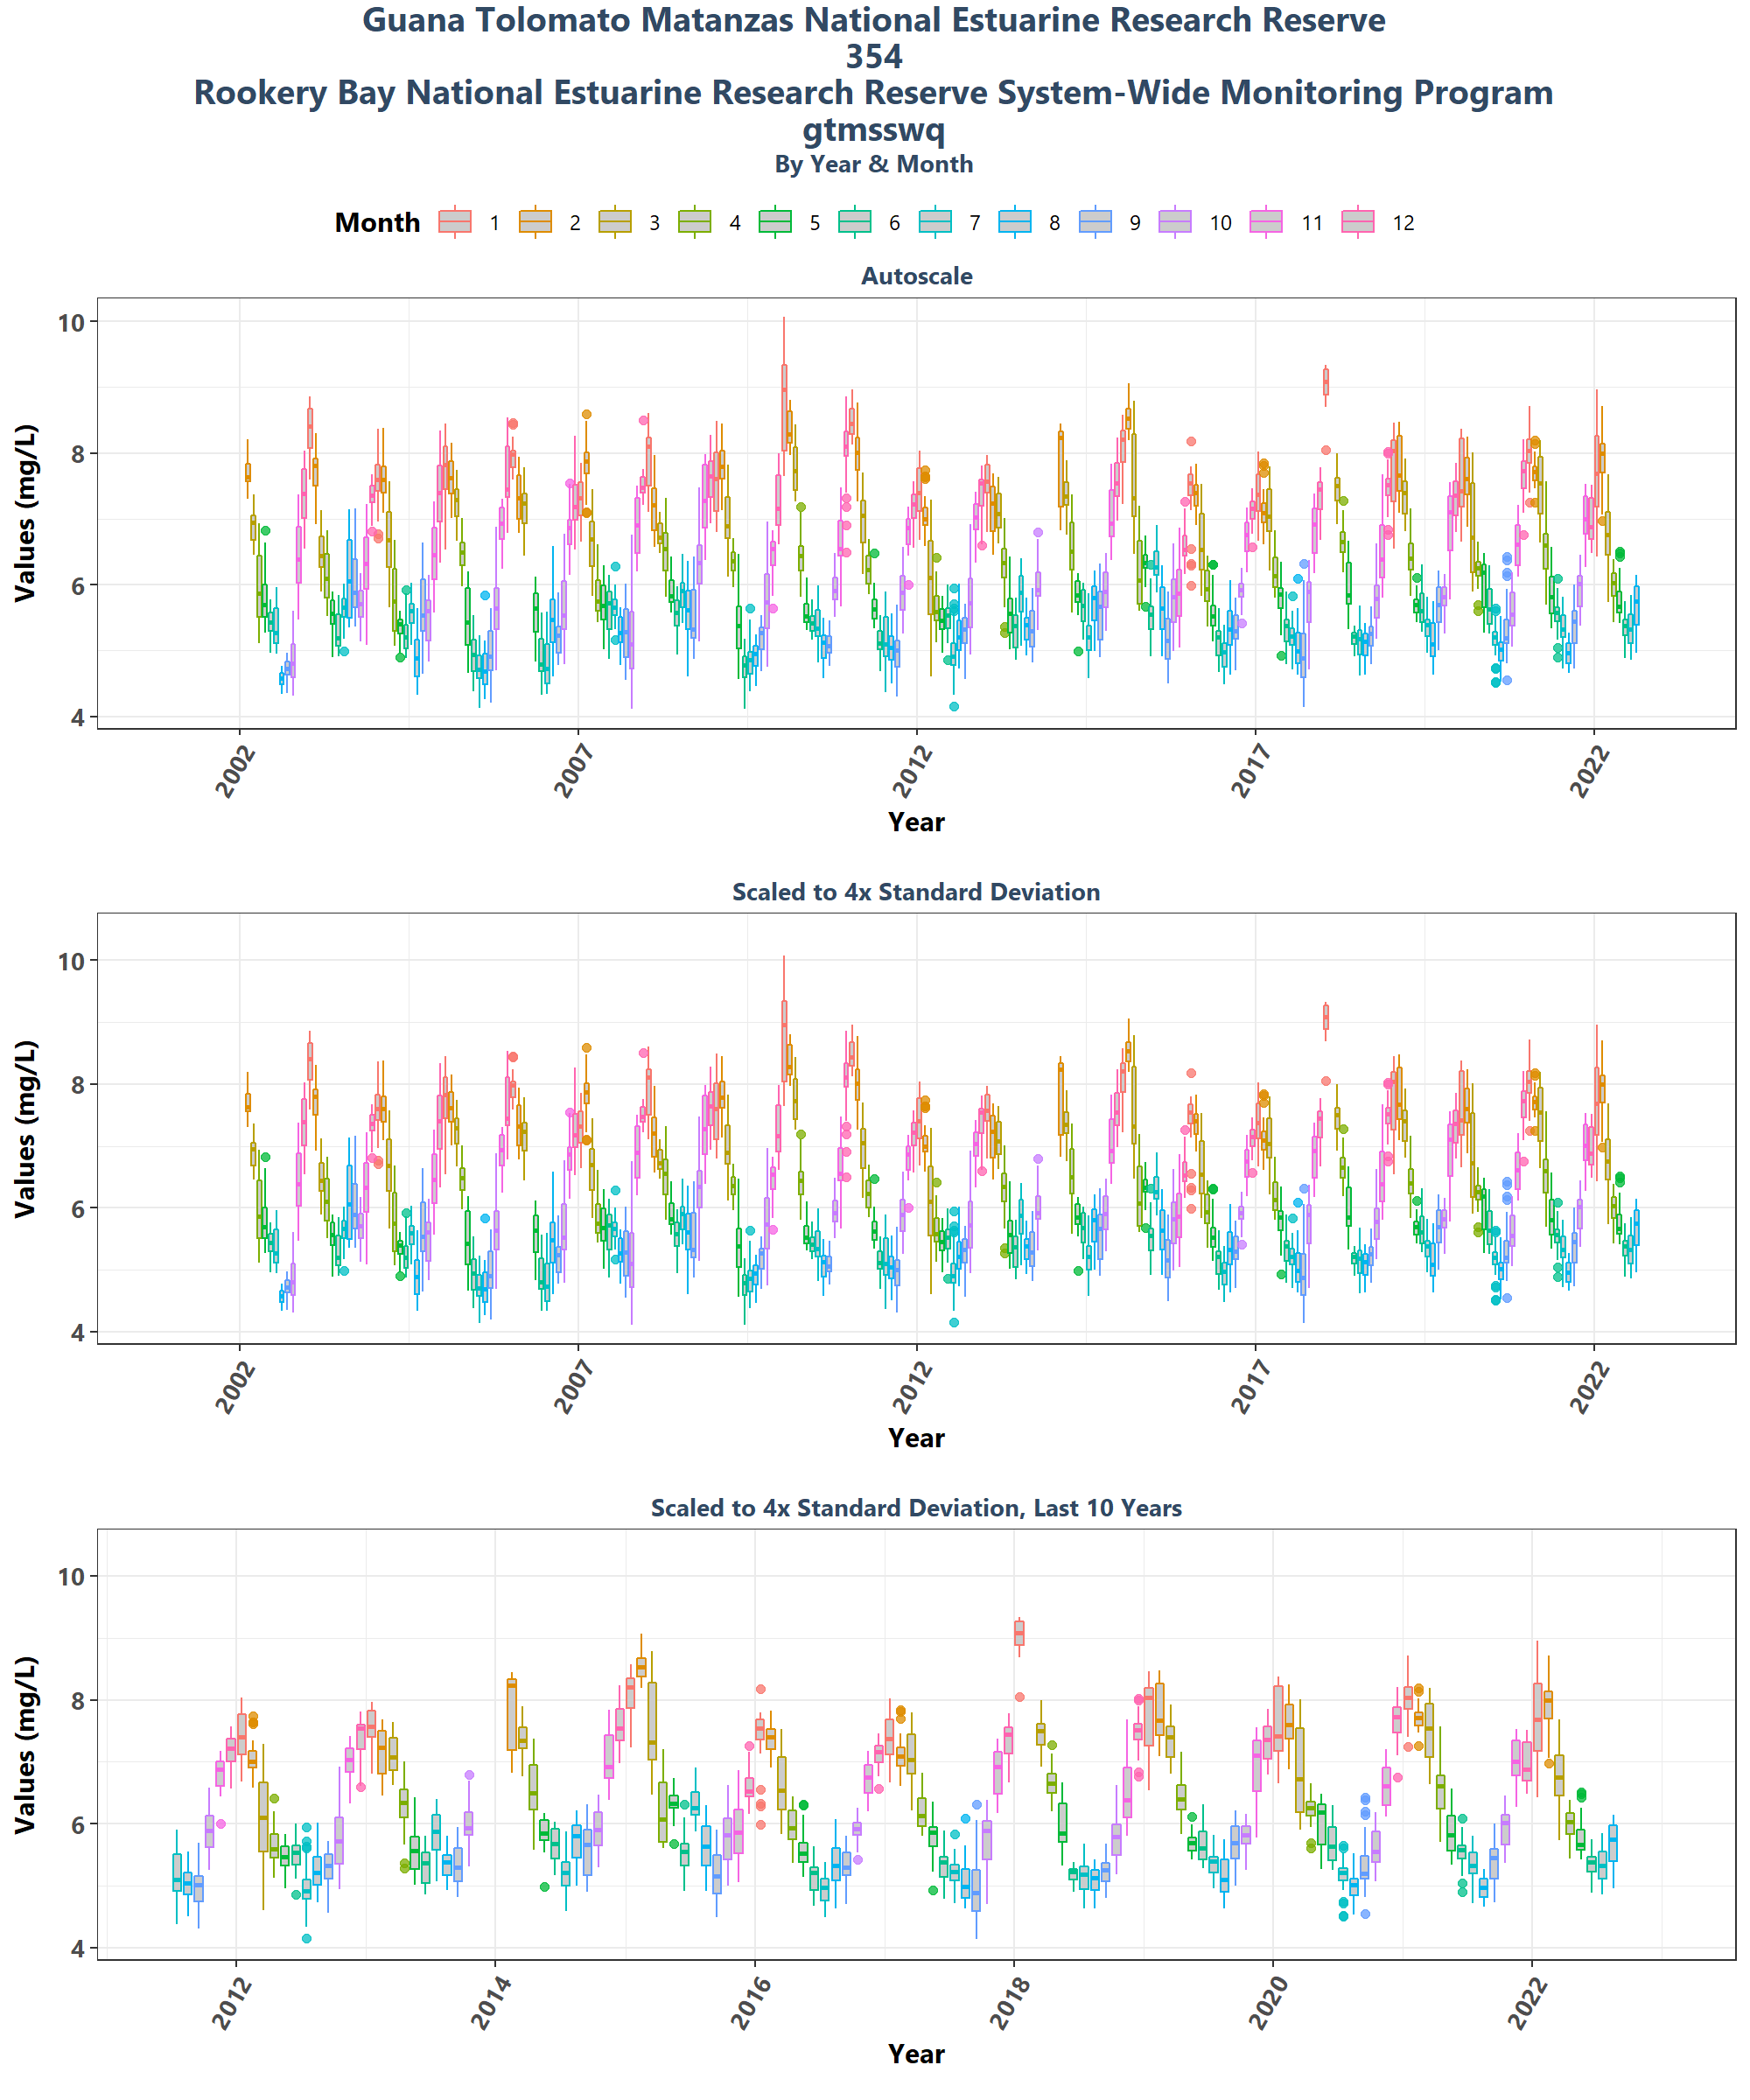 Guana Tolomato Matanzas National Estuarine Research Reserve
354
Rookery Bay National Estuarine Research Reserve System-Wide Monitoring Program
gtmsswq
By Year & Month
Month 1 2 3 4 5 6 7 8 9 10 11 12
Autoscale
Values (mg/L)
10
8
6
4
2002 2007 2012 2017 2022
Year
Scaled to 4x Standard Deviation
Values (mg/L)
10
8
6
4
2002 2007 2012 2017 2022
Year
Scaled to 4x Standard Deviation, Last 10 Years
Values (mg/L)
10
8
6
4
2012 2014 2016 2018 2020 2022
Year